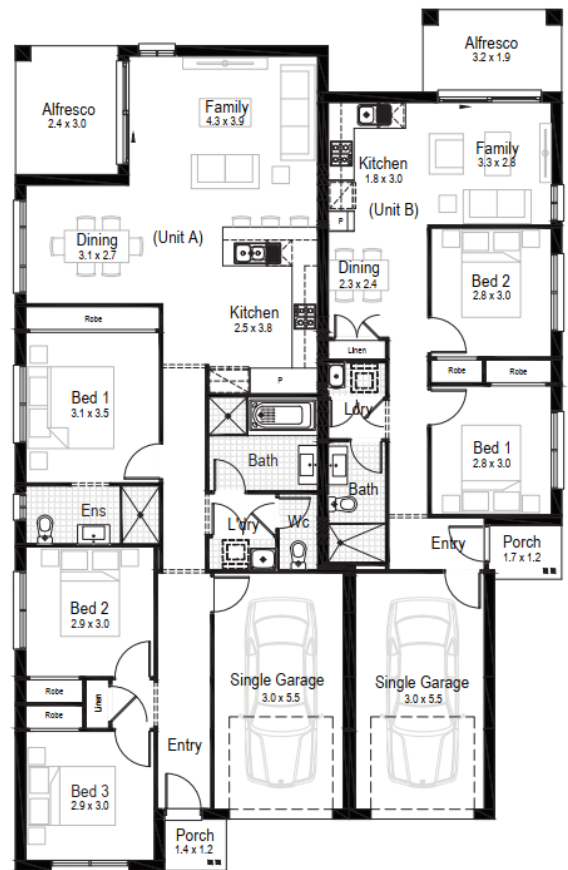 Alfresco
3.2 x 1.9
Alfresco
2.4 x 3.0
Family
4.3 x 3.9
Family
3.3 x 2.8
Kitchen
1.8 x 3.0
(Unit B)
P
Dining
3.1 x 2.7
(Unit A)
Dining
2.3 x 2.4
Bed 2
2.8 x 3.0
Kitchen
2.5 x 3.8
Robe
Linen
P
Robe
Robe
Ldry
Bed 1
3.1 x 3.5
Bed 1
2.8 x 3.0
Bath
Bath
Ens
L'dry
Wc
Entry
Porch
1.7 x 1.2
Bed 2
2.9 x 3.0
Robe
Linen
Robe
Single Garage
3.0 x 5.5
Single Garage
3.0 x 5.5
Entry
Bed 3
2.9 x 3.0
Porch
1.4 x 1.2